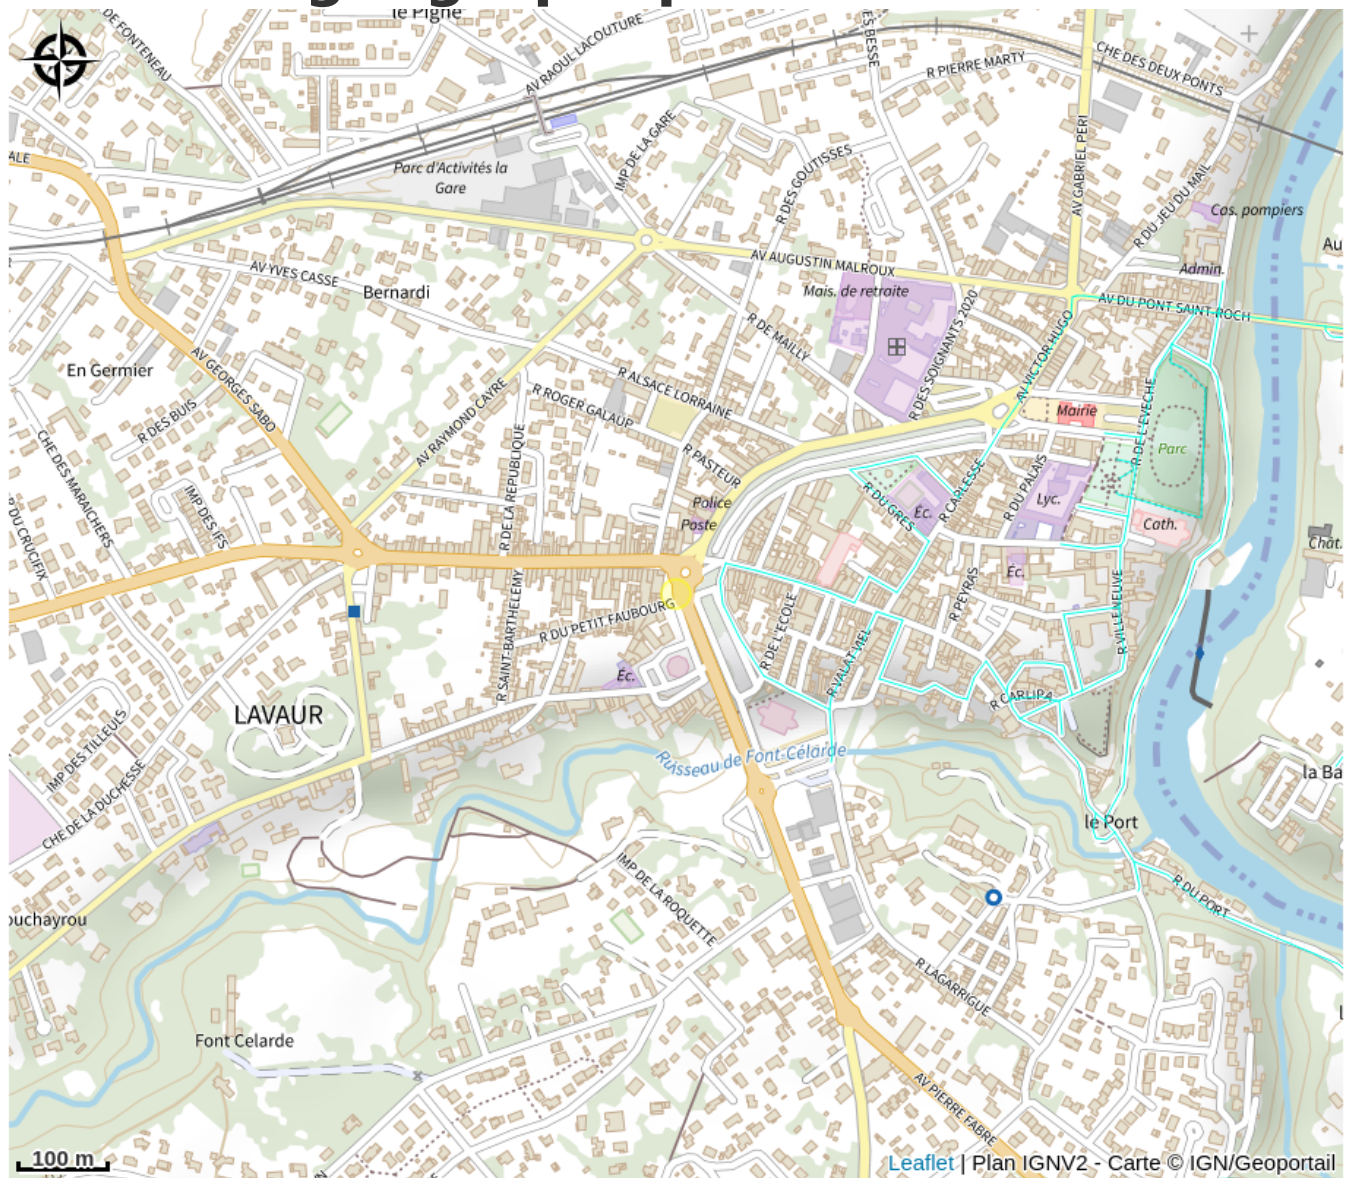 le Pigné
DE FONTENEAU
AV RAOUL LACOUTURE
ES BESSE
R PIERRE MARTY
CHE DES DEUX PONTS
ALE
Parc d'Activités la
Gare
IMP DE LA GARE
R DES GOUTISSES
AV GABRIEL PERI
R DU JEU DU MAIL
Cas. pompiers
Au
AV YVES CASSE
Bernardi
AV AUGUSTIN MALROUX
Mais. de retraite
Admin.
AV DU PONT SAINT-ROCH
R DE MAILLY
R DES SOIGNANTS 2020
AV VICTOR HUGO
En Germier
AV GEORGES SABO
R ALSACE LORRAINE
R ROGER GALAUP
AV RAYMOND CAYRE
R DES BUIS
Mairie
R DE L'EVECHE
Parc
CHE DES MARAICHERS
R DE LA REPUBLIQUE
R PASTEUR
IMP DES IFS
R DU CRUCIFIX
Police
Poste
R DU GRES
Éc.
R CARLESSE
R DU PALAIS
Lyc.
Cath.
Chât.
Éc.
R PEYRAS
R DU PETIT FAUBOURG
R SAINT-BARTHELEMY
R DE L'ECOLE
R VALAT VIEL
R VILLENEUVE
Éc.
R CARLIPA
LAVAUR
IMP DES TILLEULS
CHE DE LA DUCHESSE
Ruisseau de Font-Célarde
la Ba
le Port
IMP DE LA ROQUETTE
R DU PORT
ouchayrou
R LAGARRIGUE
Font Celarde
AV PIERRE FABRE
100 m
Leaflet | Plan IGNV2 - Carte © IGN/Geoportail